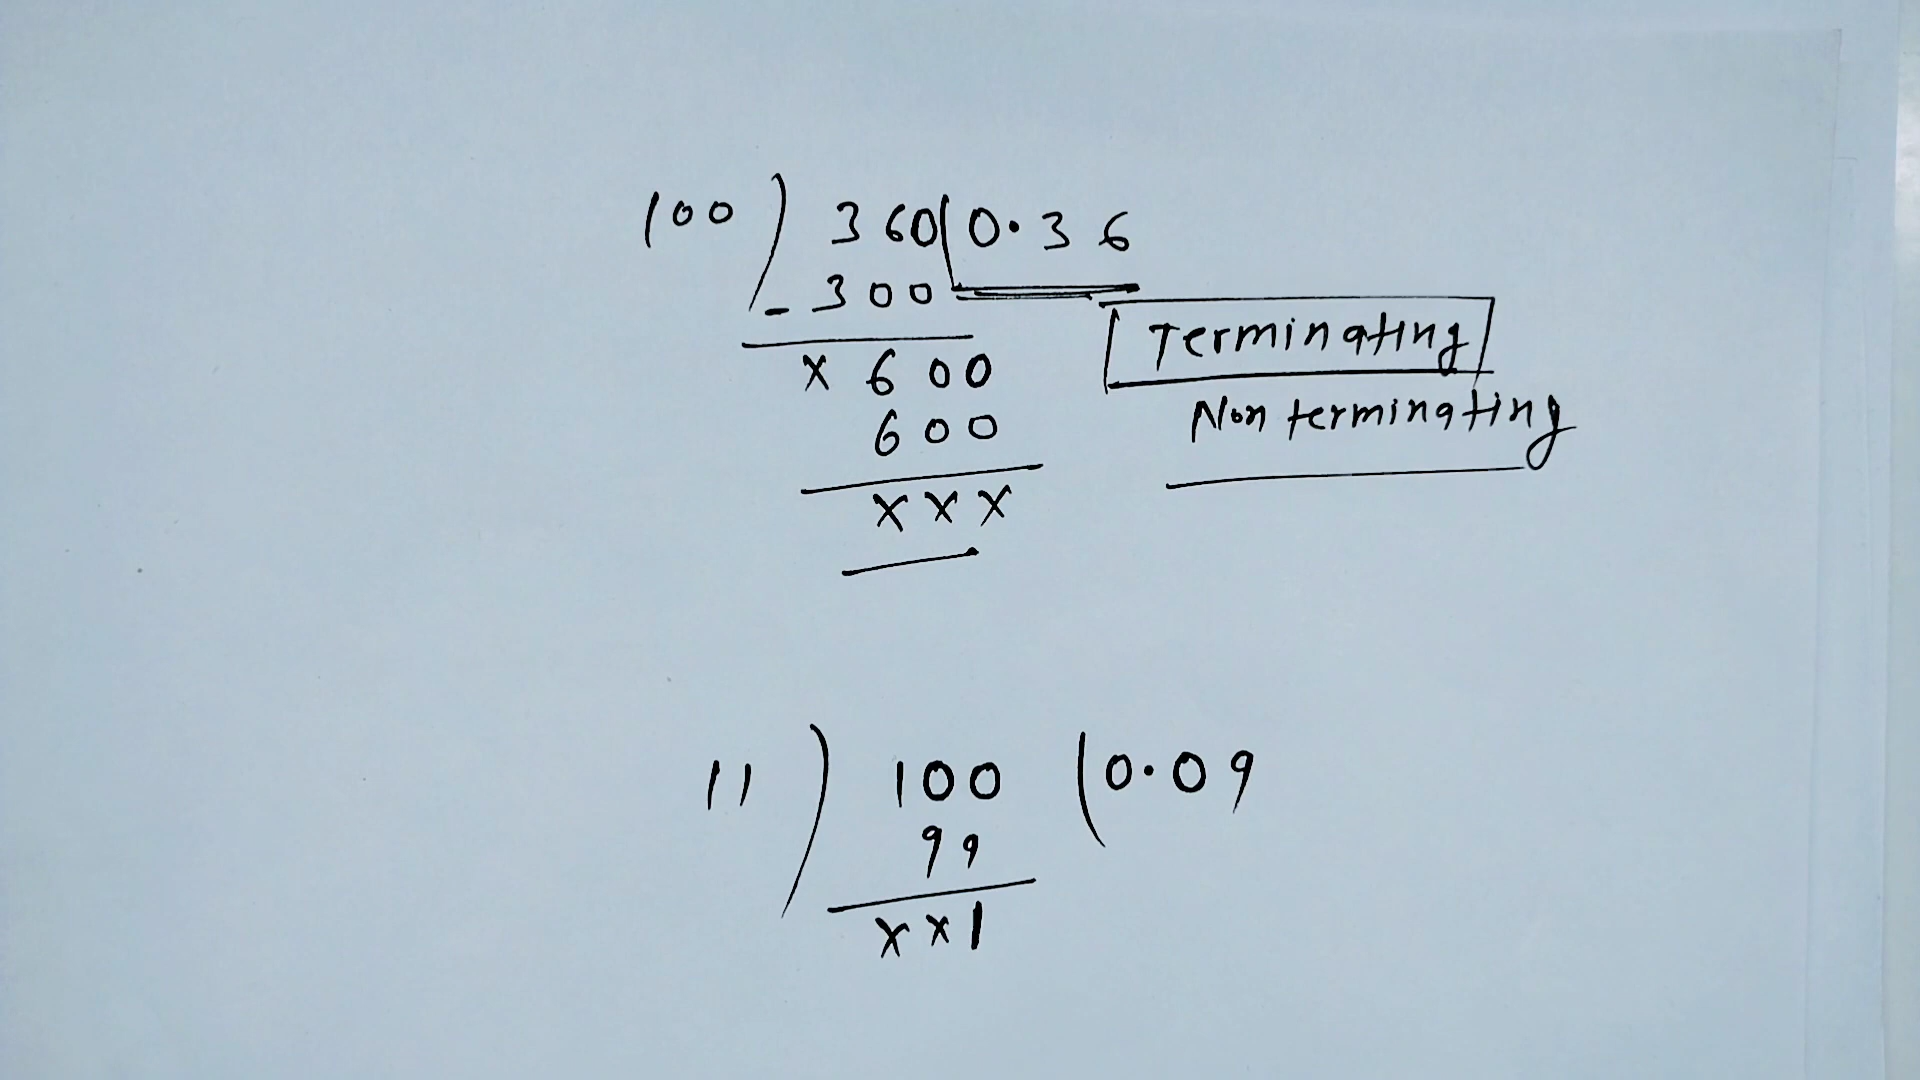 100 ) 360 ( 0.36
- 300
Terminating
x 600
Non terminating
600
x x x
11 ) 100 ( 0.09
99
x x 1